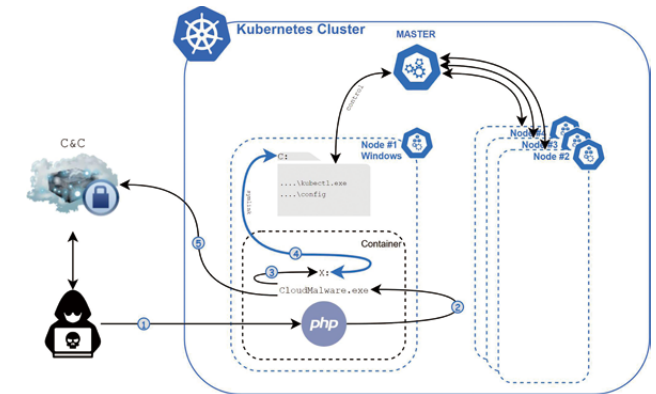 Kubernetes Cluster
MASTER
control
C&C
Node #1
Windows
Node #4
Node #3
Node #2
C:
....\kubectl.exe
....\config
Container
5
4
3
X:
CloudMalware.exe
2
1
php